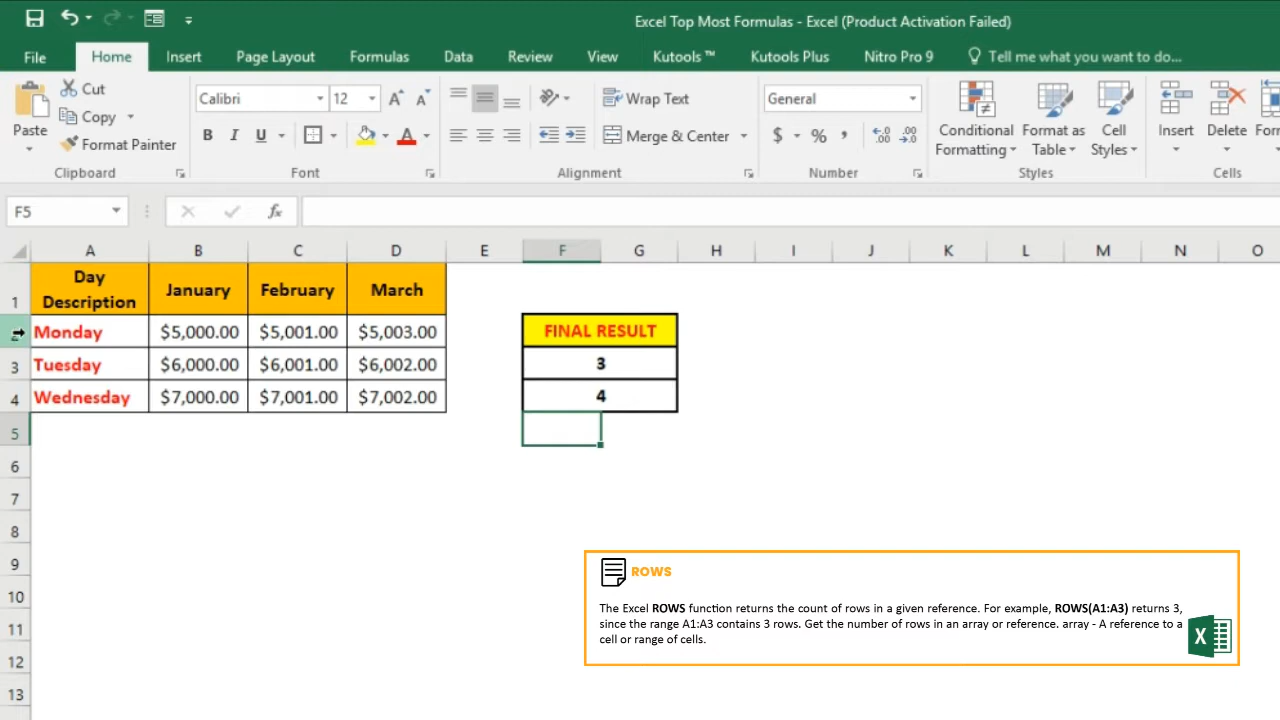 Excel Top Most Formulas - Excel (Product Activation Failed)
File Home Insert Page Layout Formulas Data Review View Kutools ™ Kutools Plus Nitro Pro 9 Tell me what you want to do...
Paste
Cut
Copy
Format Painter
Clipboard
Calibri 12
B I U
Font
Wrap Text
Merge & Center
Alignment
General
$ %
Number
Conditional Formatting
Format as Table
Cell Styles
Styles
Insert
Delete
Cells
F5 fx
A B C D E F G H I J K L M N O
1 Day Description January February March
Monday $5,000.00 $5,001.00 $5,003.00 FINAL RESULT
3 Tuesday $6,000.00 $6,001.00 $6,002.00 3
4 Wednesday $7,000.00 $7,001.00 $7,002.00 4
5
6
7
8
9
10
11
12
13
ROWS
The Excel ROWS function returns the count of rows in a given reference. For example, ROWS(A1:A3) returns 3,
since the range A1:A3 contains 3 rows. Get the number of rows in an array or reference. array - A reference to a
cell or range of cells.
X